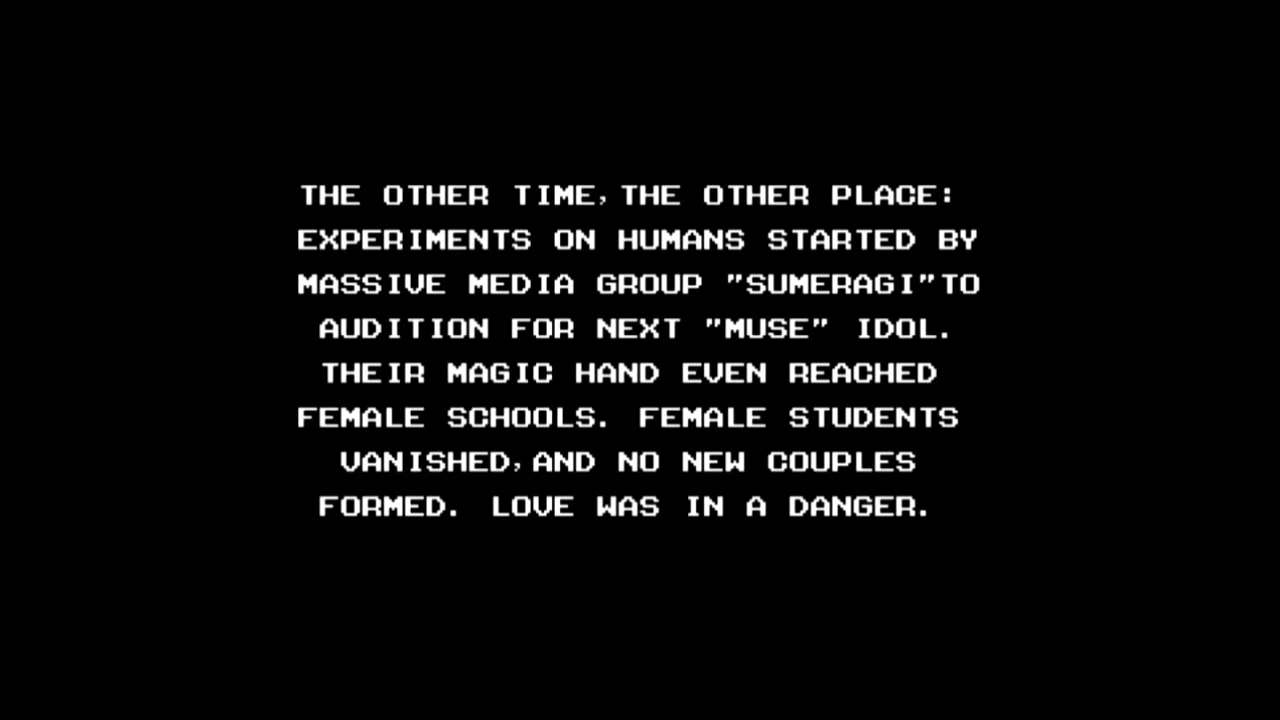 THE OTHER TIME, THE OTHER PLACE:
EXPERIMENTS ON HUMANS STARTED BY
MASSIVE MEDIA GROUP "SUMERAGI"TO
AUDITION FOR NEXT "MUSE" IDOL.
THEIR MAGIC HAND EVEN REACHED
FEMALE SCHOOLS. FEMALE STUDENTS
VANISHED, AND NO NEW COUPLES
FORMED. LOVE WAS IN A DANGER.